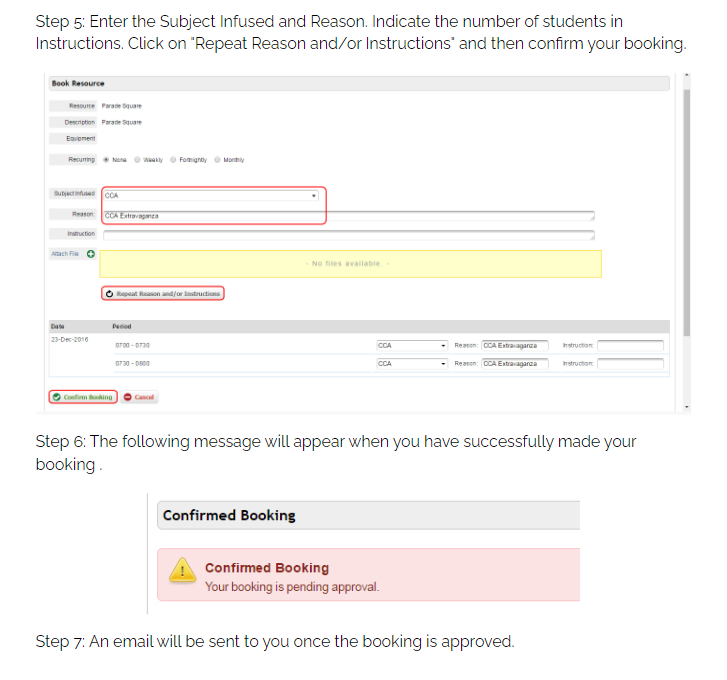 Step 5: Enter the Subject Infused and Reason. Indicate the number of students in
Instructions. Click on "Repeat Reason and/or Instructions" and then confirm your booking.
Book Resource
Resource Parade Square
Description Parade Square
Equipment
Recurring None Weekly Fortnightly Monthly
Subject Infused CCA
Reason: CCA Extravaganza
Instruction
Attach File
- No files available. -
Repeat Reason and/or Instructions
Date Period
23-Dec-2016
0700 - 0730 CCA Reason: CCA Extravaganza Instruction:
0730 - 0800 CCA Reason: CCA Extravaganza Instruction:
Confirm Booking Cancel
Step 6: The following message will appear when you have successfully made your
booking .
Confirmed Booking
Confirmed Booking
Your booking is pending approval.
Step 7: An email will be sent to you once the booking is approved.